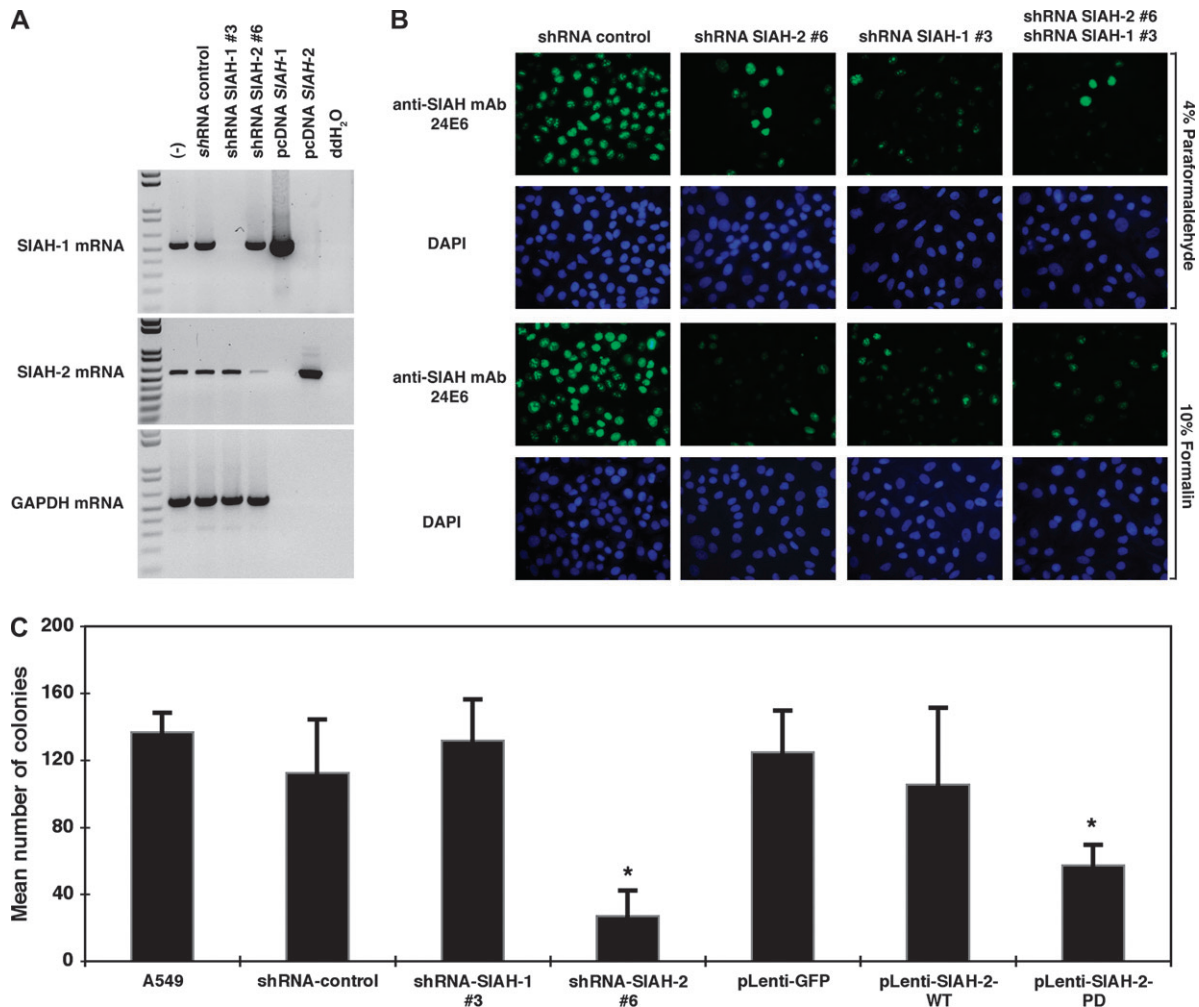 A
(-)
shRNA control
shRNA SIAH-1 #3
shRNA SIAH-2 #6
pcDNA SIAH-1
pcDNA SIAH-2
ddH2O
SIAH-1 mRNA
SIAH-2 mRNA
GAPDH mRNA
B
shRNA control
shRNA SIAH-2 #6
shRNA SIAH-1 #3
shRNA SIAH-2 #6
shRNA SIAH-1 #3
anti-SIAH mAb
24E6
DAPI
4% Paraformaldehyde
anti-SIAH mAb
24E6
DAPI
10% Formalin
C
Mean number of colonies
200
160
120
80
40
0
*
*
A549
shRNA-control
shRNA-SIAH-1
#3
shRNA-SIAH-2
#6
pLenti-GFP
pLenti-SIAH-2-
WT
pLenti-SIAH-2-
PD